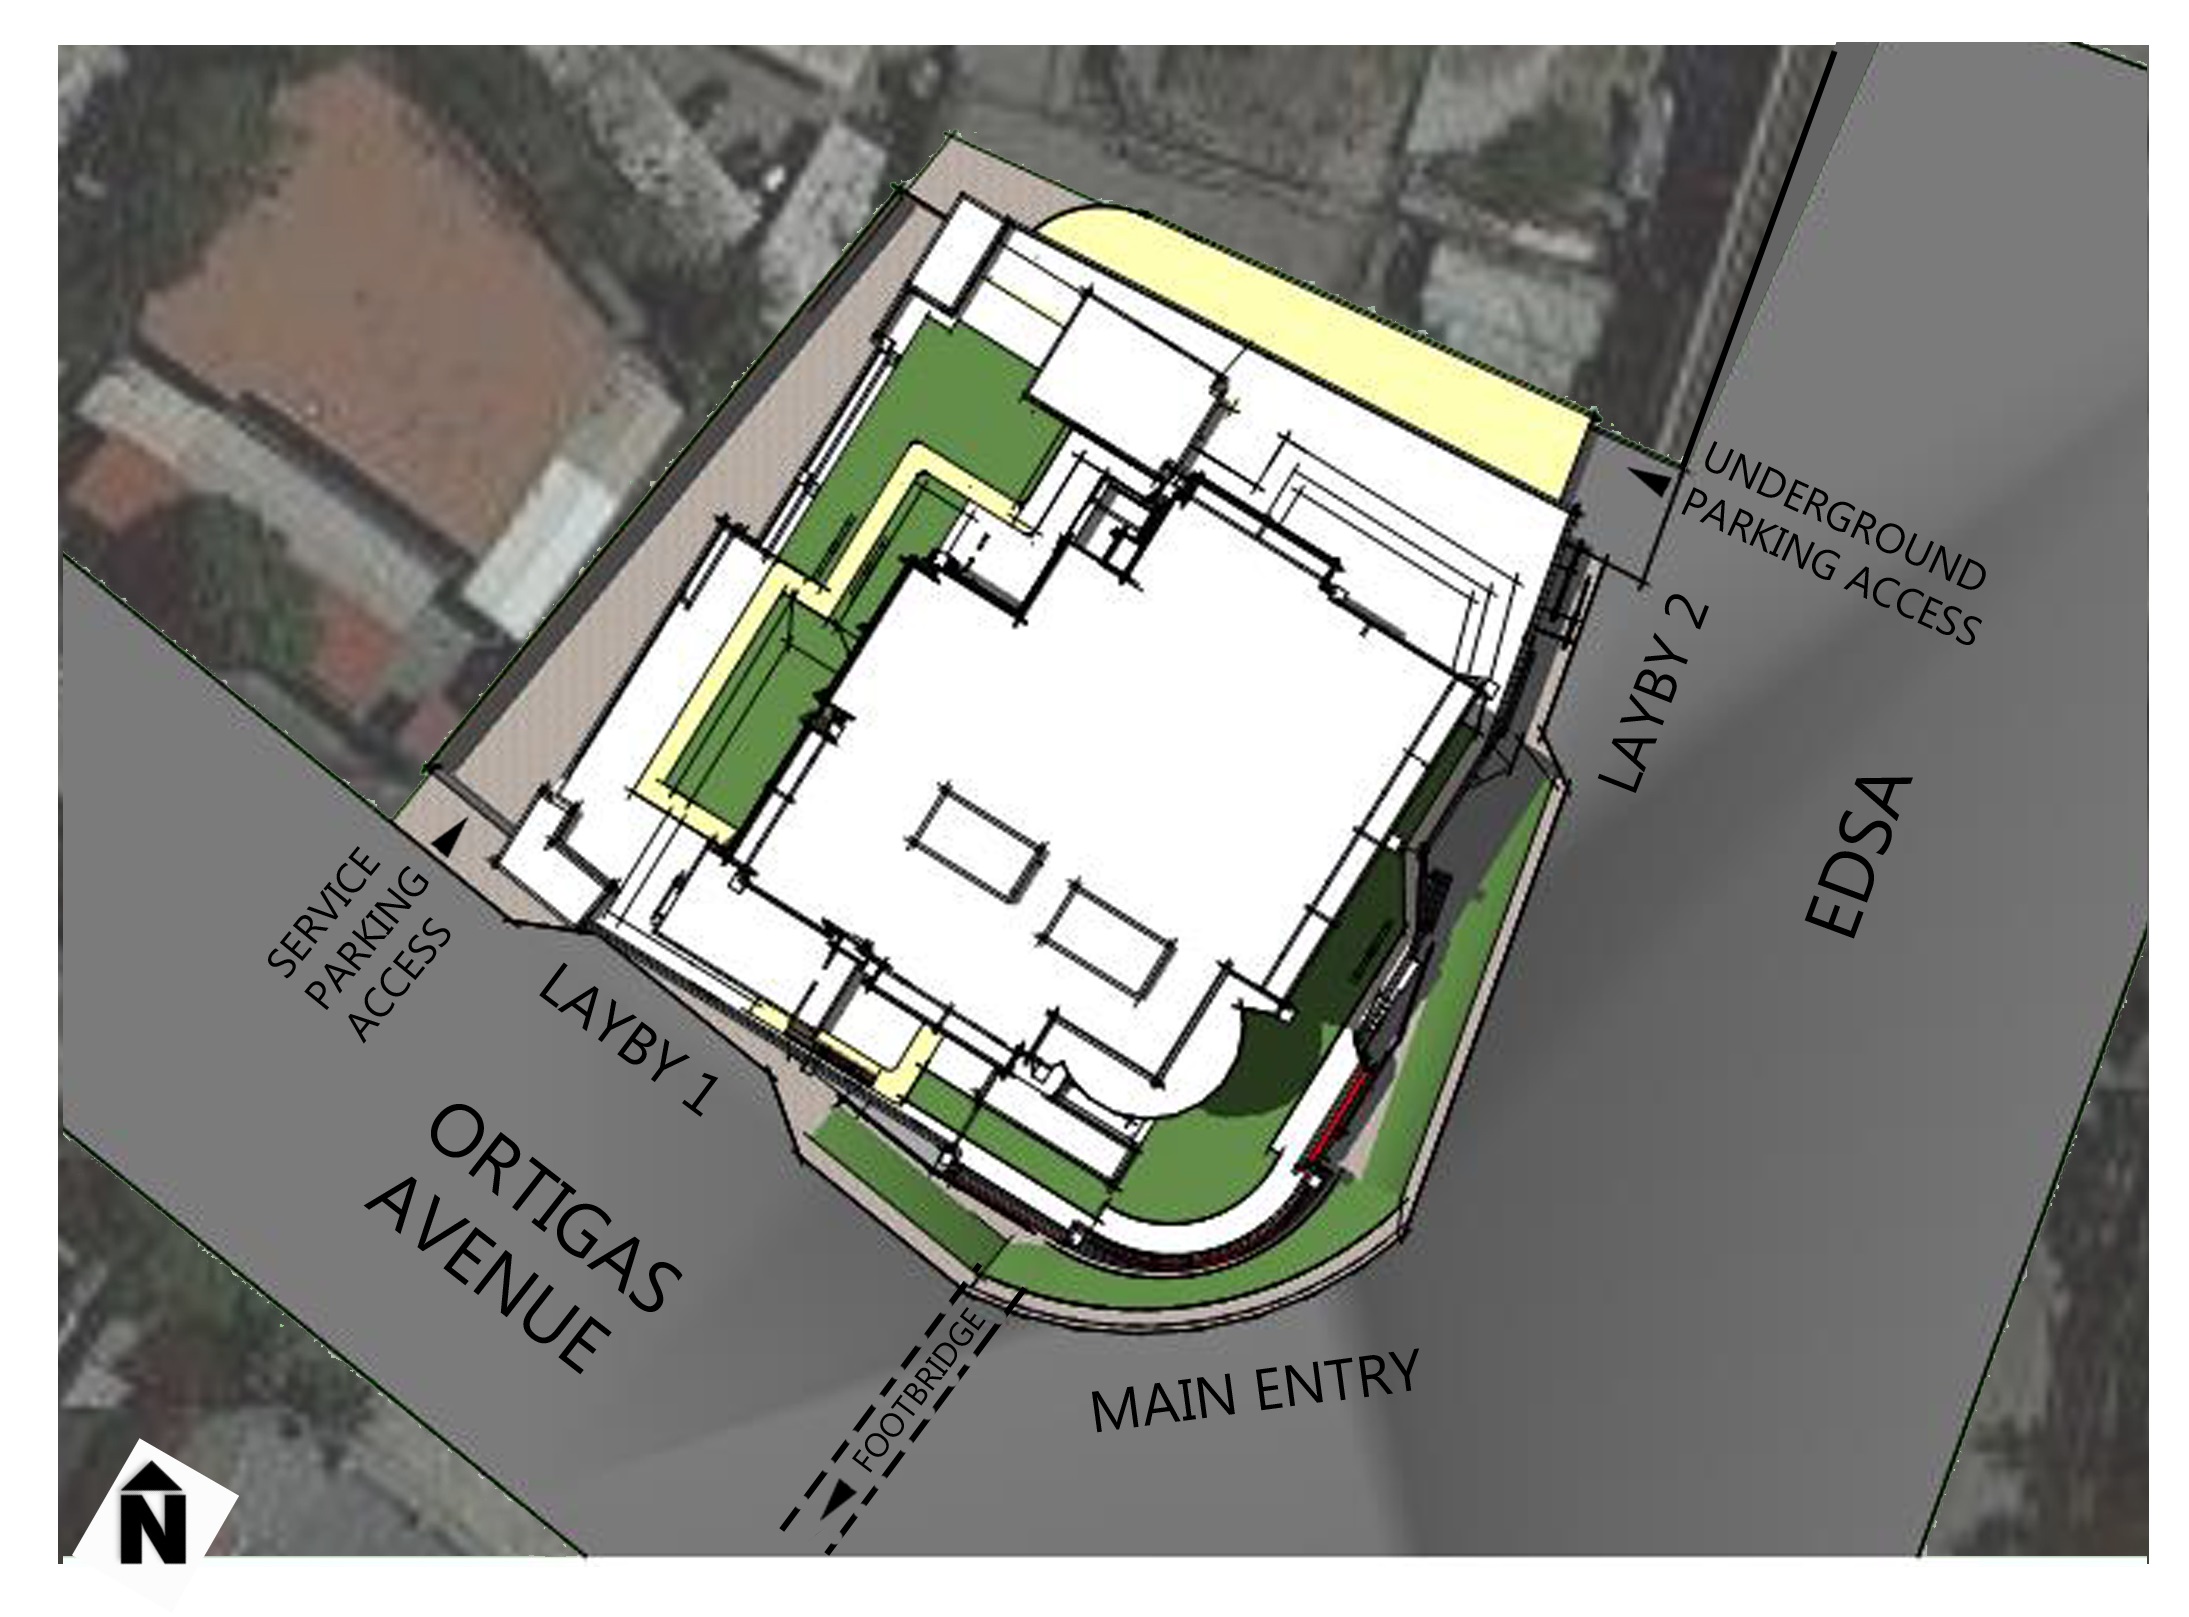 UNDERGROUND
PARKING ACCESS
LAYBY 2
EDSA
SERVICE
PARKING
ACCESS
LAYBY 1
ORTIGAS
AVENUE
FOOTBRIDGE
MAIN ENTRY
N